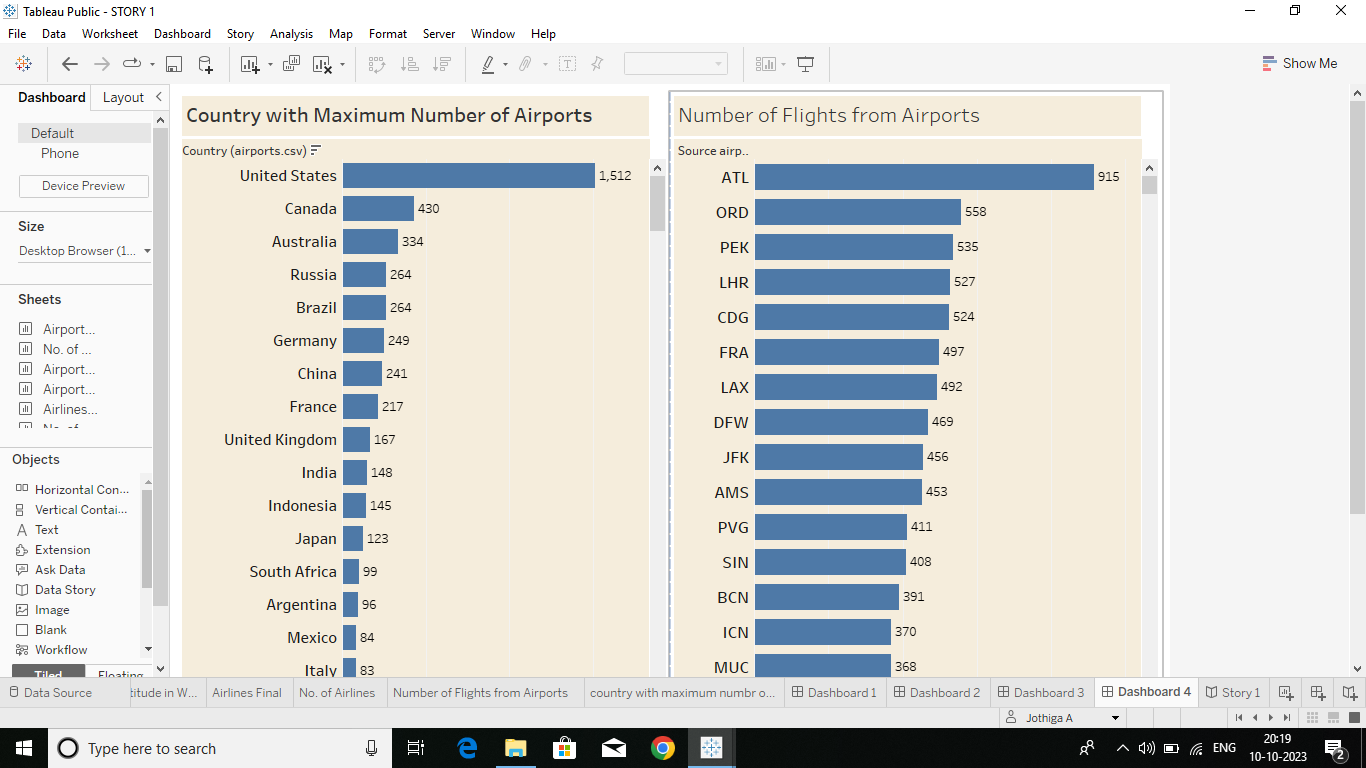 Tableau Public - STORY 1
File Data Worksheet Dashboard Story Analysis Map Format Server Window Help
Show Me
Dashboard Layout
Default
Phone
Device Preview
Size
Desktop Browser (1...
Sheets
Airport...
No. of ...
Airport...
Airport...
Airlines...
Objects
Horizontal Con...
Vertical Contai...
Text
Extension
Ask Data
Data Story
Image
Blank
Workflow
Tiled Floating
Country with Maximum Number of Airports
Country (airports.csv)
United States 1,512
Canada 430
Australia 334
Russia 264
Brazil 264
Germany 249
China 241
France 217
United Kingdom 167
India 148
Indonesia 145
Japan 123
South Africa 99
Argentina 96
Mexico 84
Italy 83
Number of Flights from Airports
Source airp..
ATL 915
ORD 558
PEK 535
LHR 527
CDG 524
FRA 497
LAX 492
DFW 469
JFK 456
AMS 453
PVG 411
SIN 408
BCN 391
ICN 370
MUC 368
Data Source titude in W... Airlines Final No. of Airlines Number of Flights from Airports country with maximum numbr o... Dashboard 1 Dashboard 2 Dashboard 3 Dashboard 4 Story 1
Jothiga A
Type here to search
ENG
20:19
10-10-2023
2